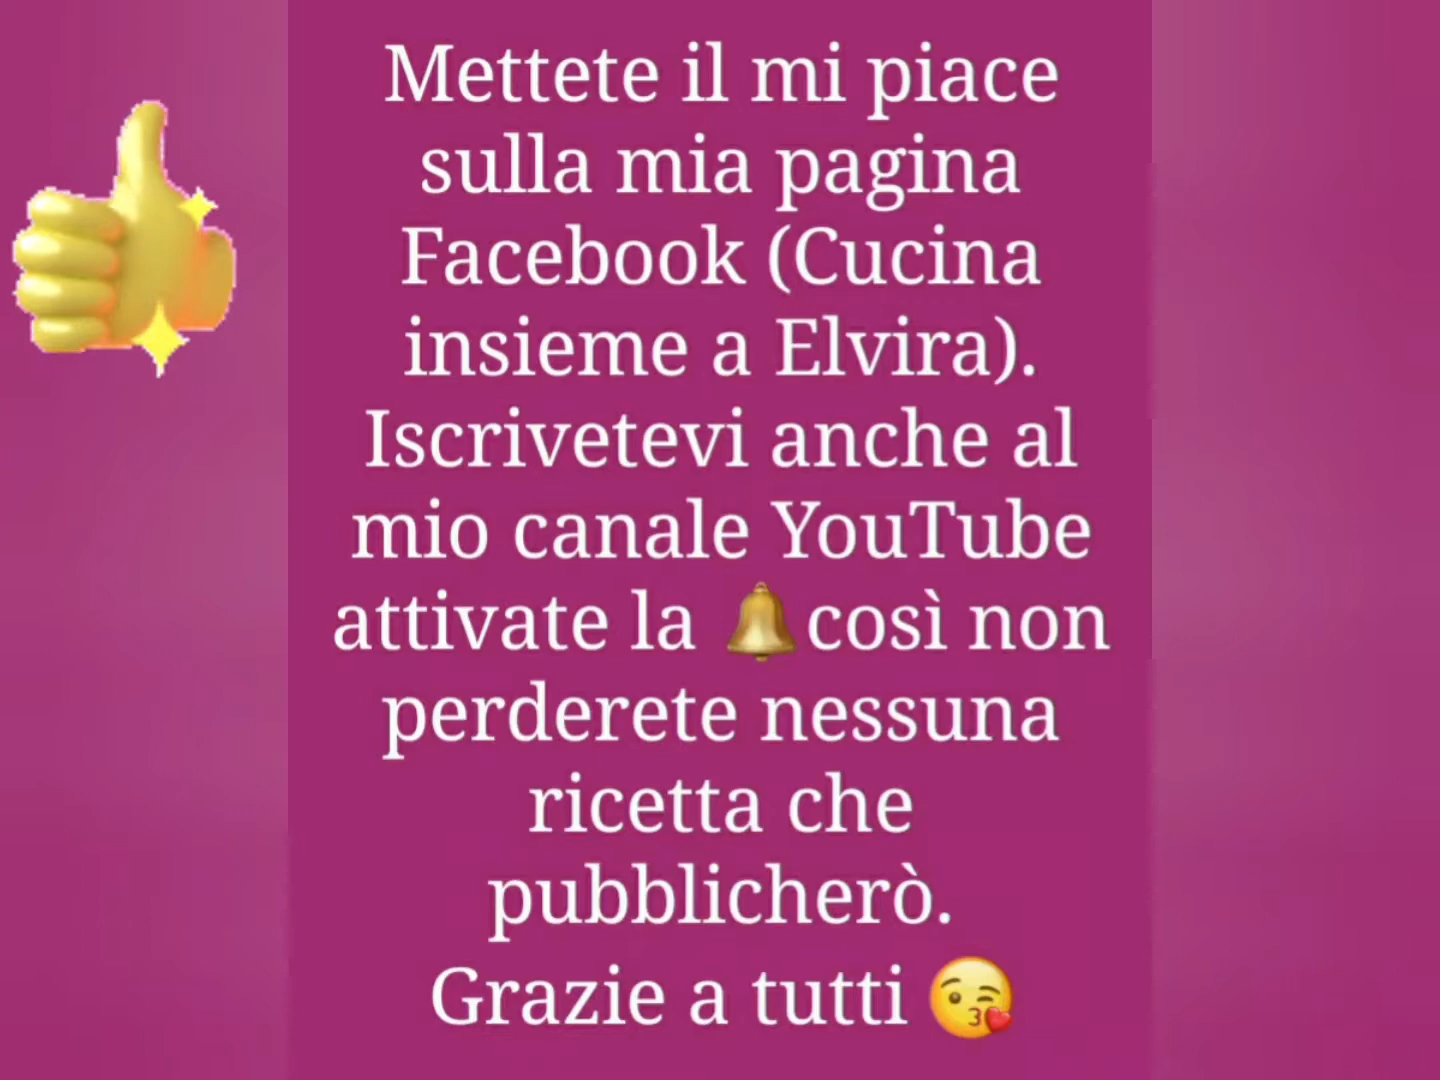 Mettete il mi piace
sulla mia pagina
Facebook (Cucina
insieme a Elvira).
Iscrivetevi anche al
mio canale YouTube
attivate la 🔔così non
perderete nessuna
ricetta che
pubblicherò.
Grazie a tutti 😘